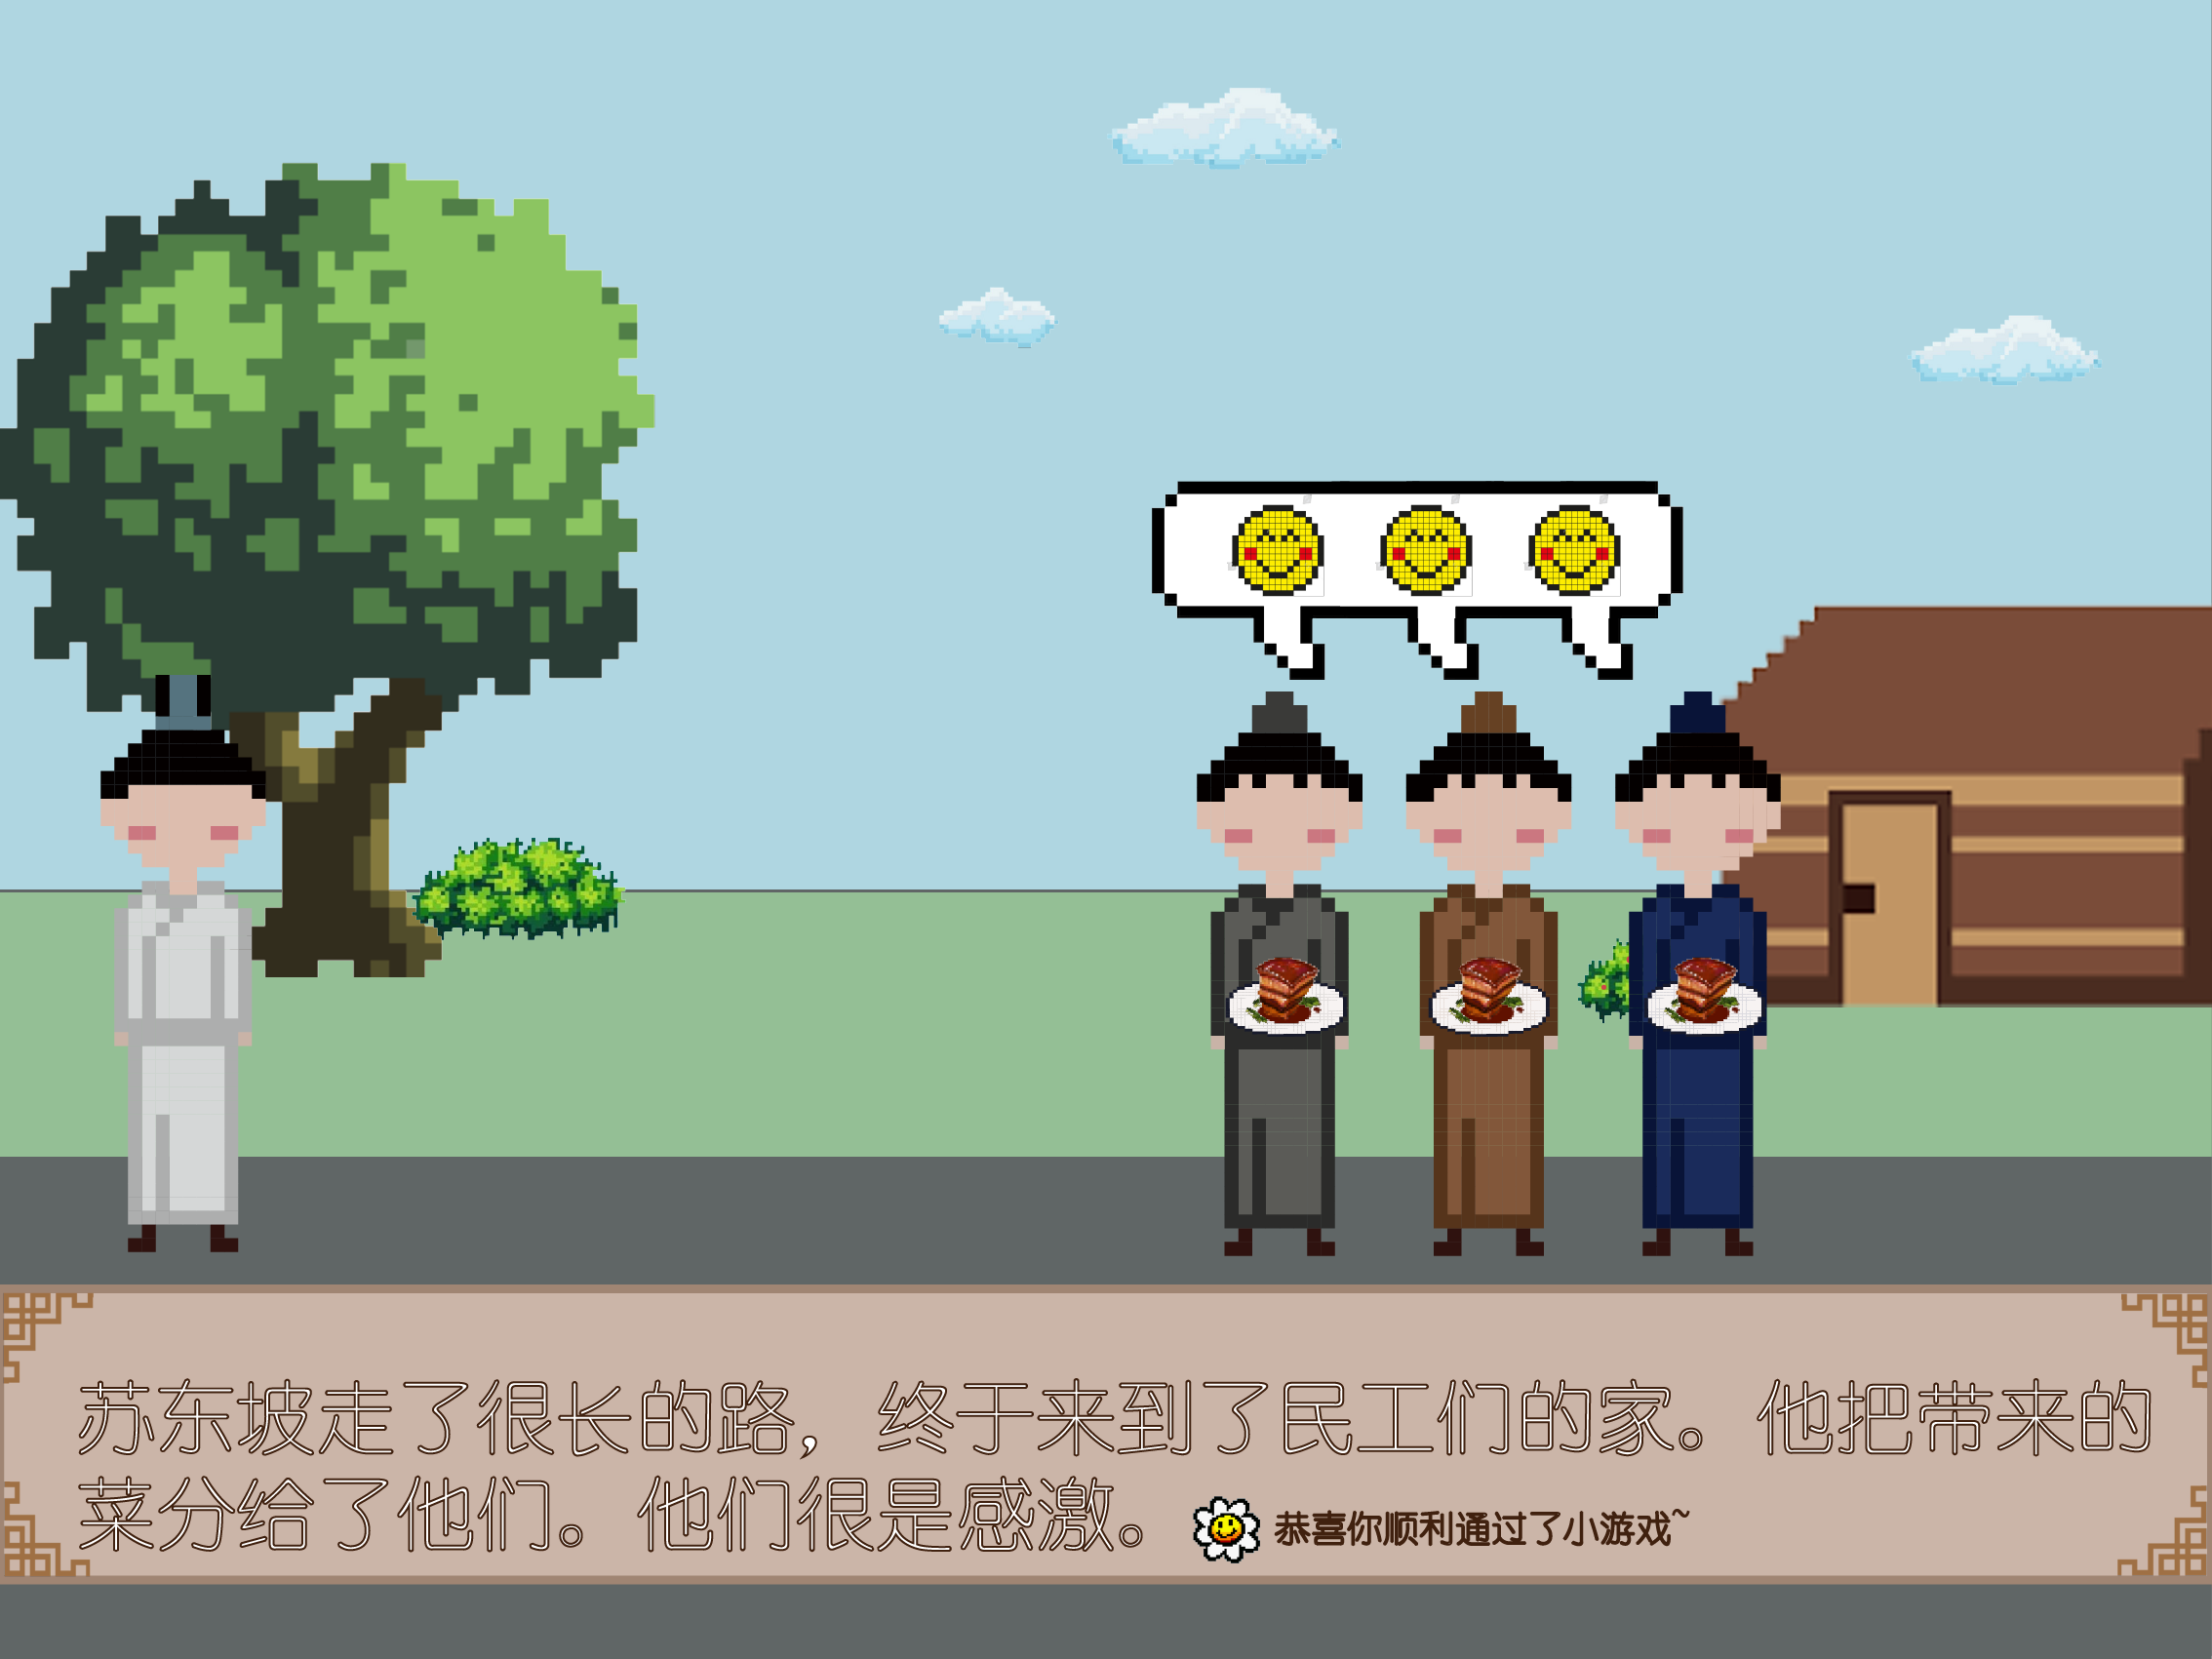 苏东坡走了很长的路，终于来到了民工们的家。他把带来的
菜分给了他们。他们很是感激。 恭喜你顺利通过了小游戏~